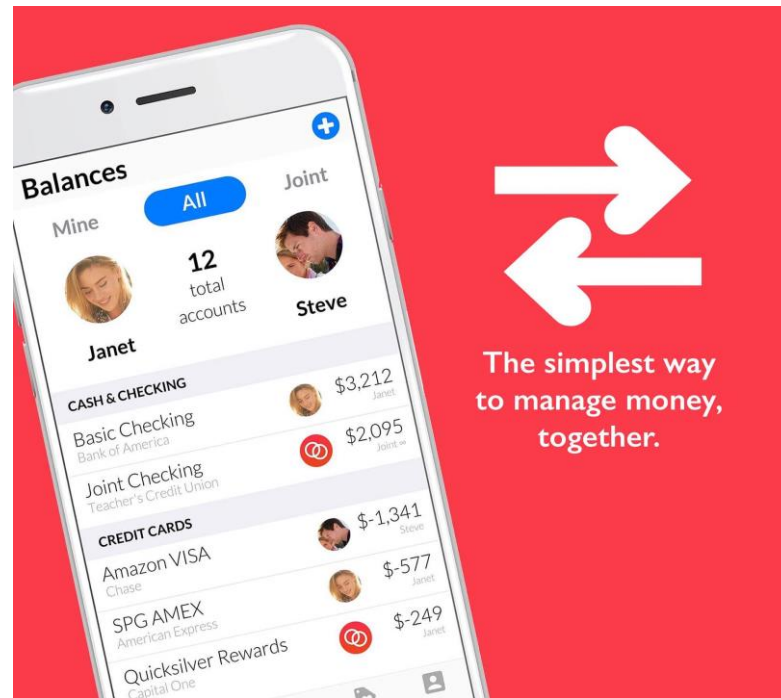 Balances
Mine All Joint
12
total
accounts
Janet Steve
CASH & CHECKING
Basic Checking $3,212
Bank of America Janet
Joint Checking $2,095
Teacher's Credit Union Joint ∞
CREDIT CARDS
Amazon VISA $-1,341
Chase Steve
SPG AMEX $-577
American Express Janet
Quicksilver Rewards $-249
Capital One Janet
The simplest way
to manage money,
together.